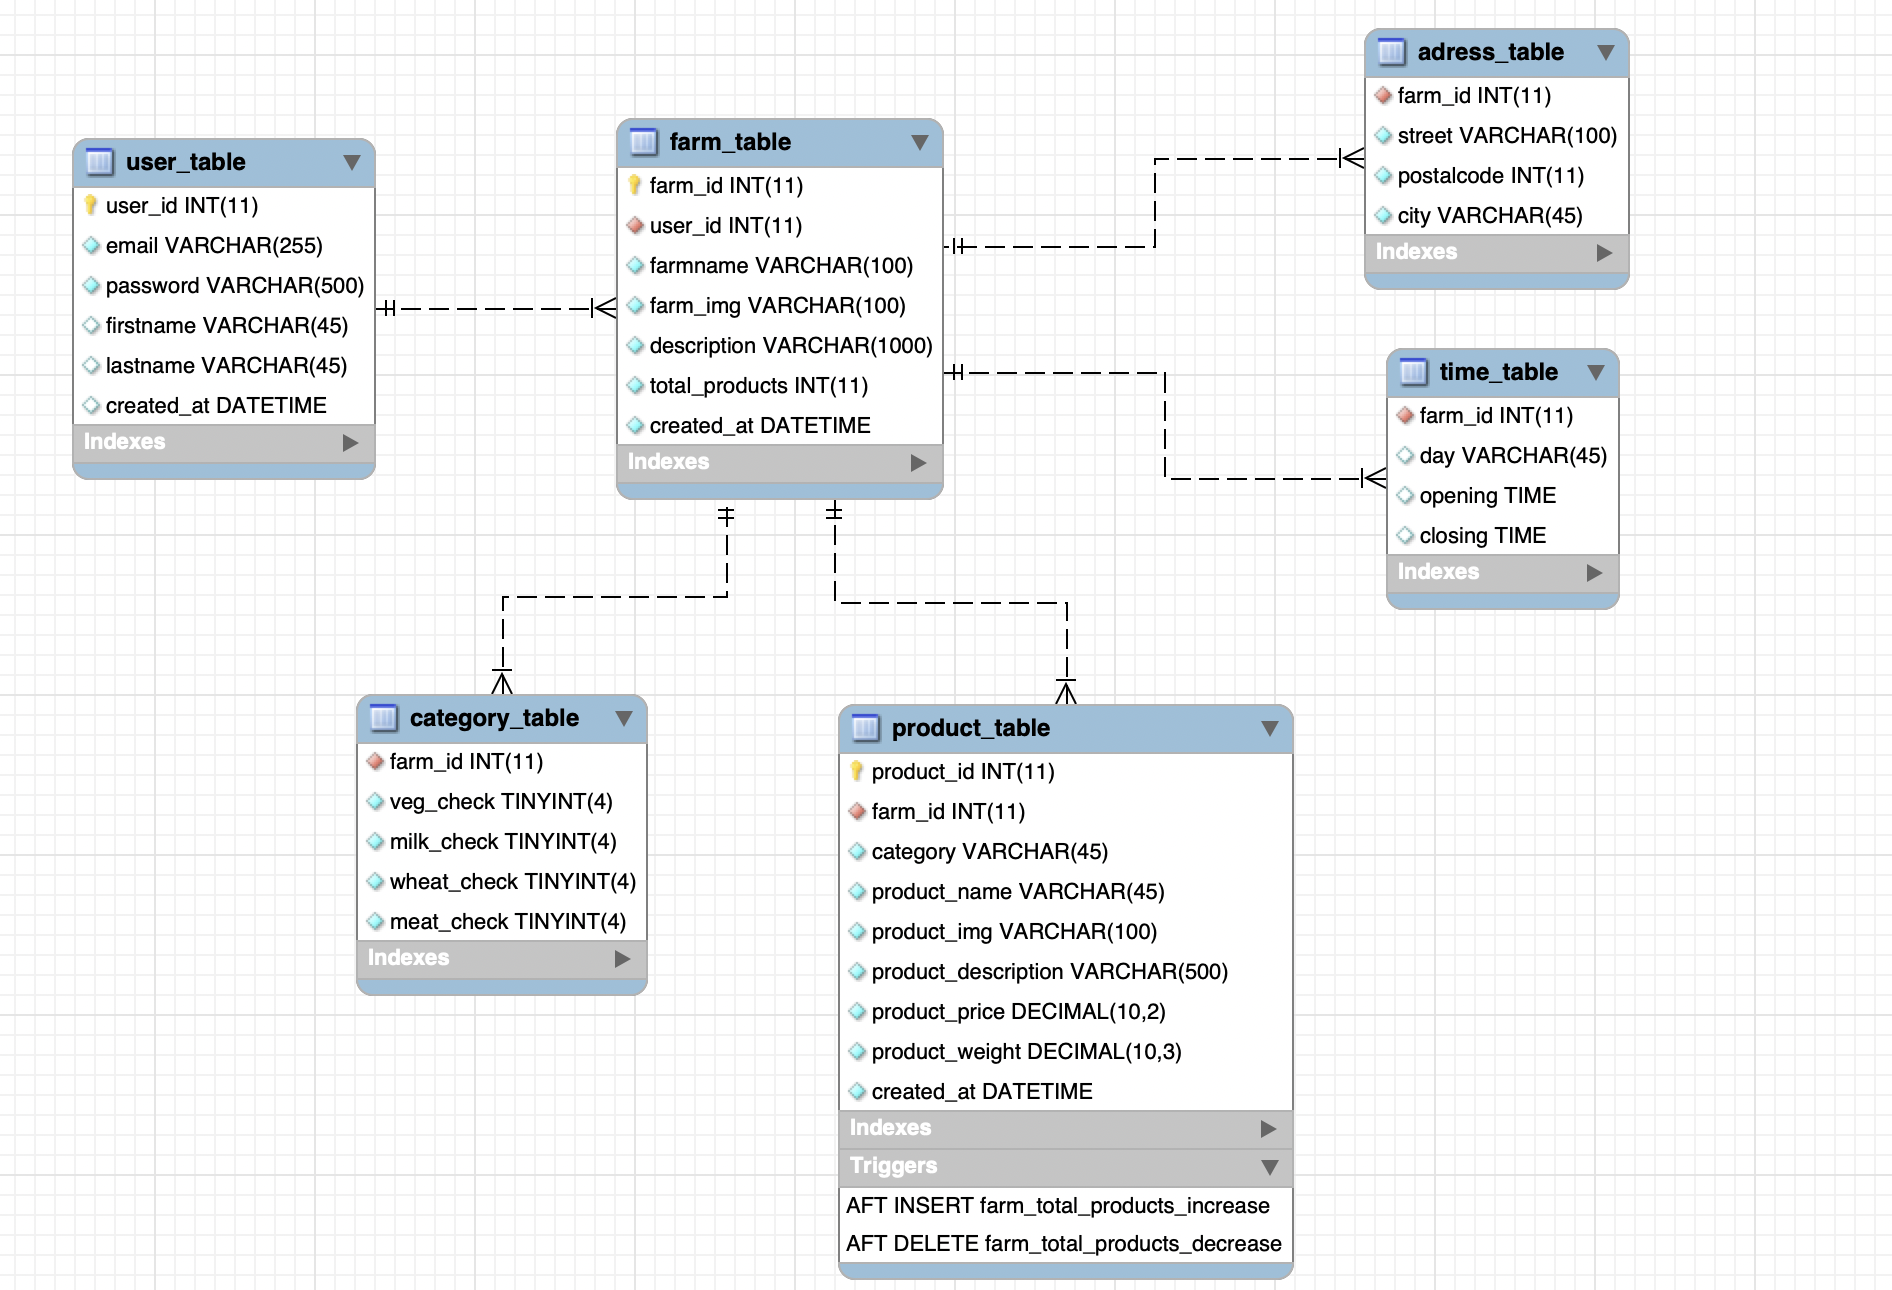 user_table
user_id INT(11)
email VARCHAR(255)
password VARCHAR(500)
firstname VARCHAR(45)
lastname VARCHAR(45)
created_at DATETIME
Indexes
farm_table
farm_id INT(11)
user_id INT(11)
farmname VARCHAR(100)
farm_img VARCHAR(100)
description VARCHAR(1000)
total_products INT(11)
created_at DATETIME
Indexes
adress_table
farm_id INT(11)
street VARCHAR(100)
postalcode INT(11)
city VARCHAR(45)
Indexes
time_table
farm_id INT(11)
day VARCHAR(45)
opening TIME
closing TIME
Indexes
category_table
farm_id INT(11)
veg_check TINYINT(4)
milk_check TINYINT(4)
wheat_check TINYINT(4)
meat_check TINYINT(4)
Indexes
product_table
product_id INT(11)
farm_id INT(11)
category VARCHAR(45)
product_name VARCHAR(45)
product_img VARCHAR(100)
product_description VARCHAR(500)
product_price DECIMAL(10,2)
product_weight DECIMAL(10,3)
created_at DATETIME
Indexes
Triggers
AFT INSERT farm_total_products_increase
AFT DELETE farm_total_products_decrease